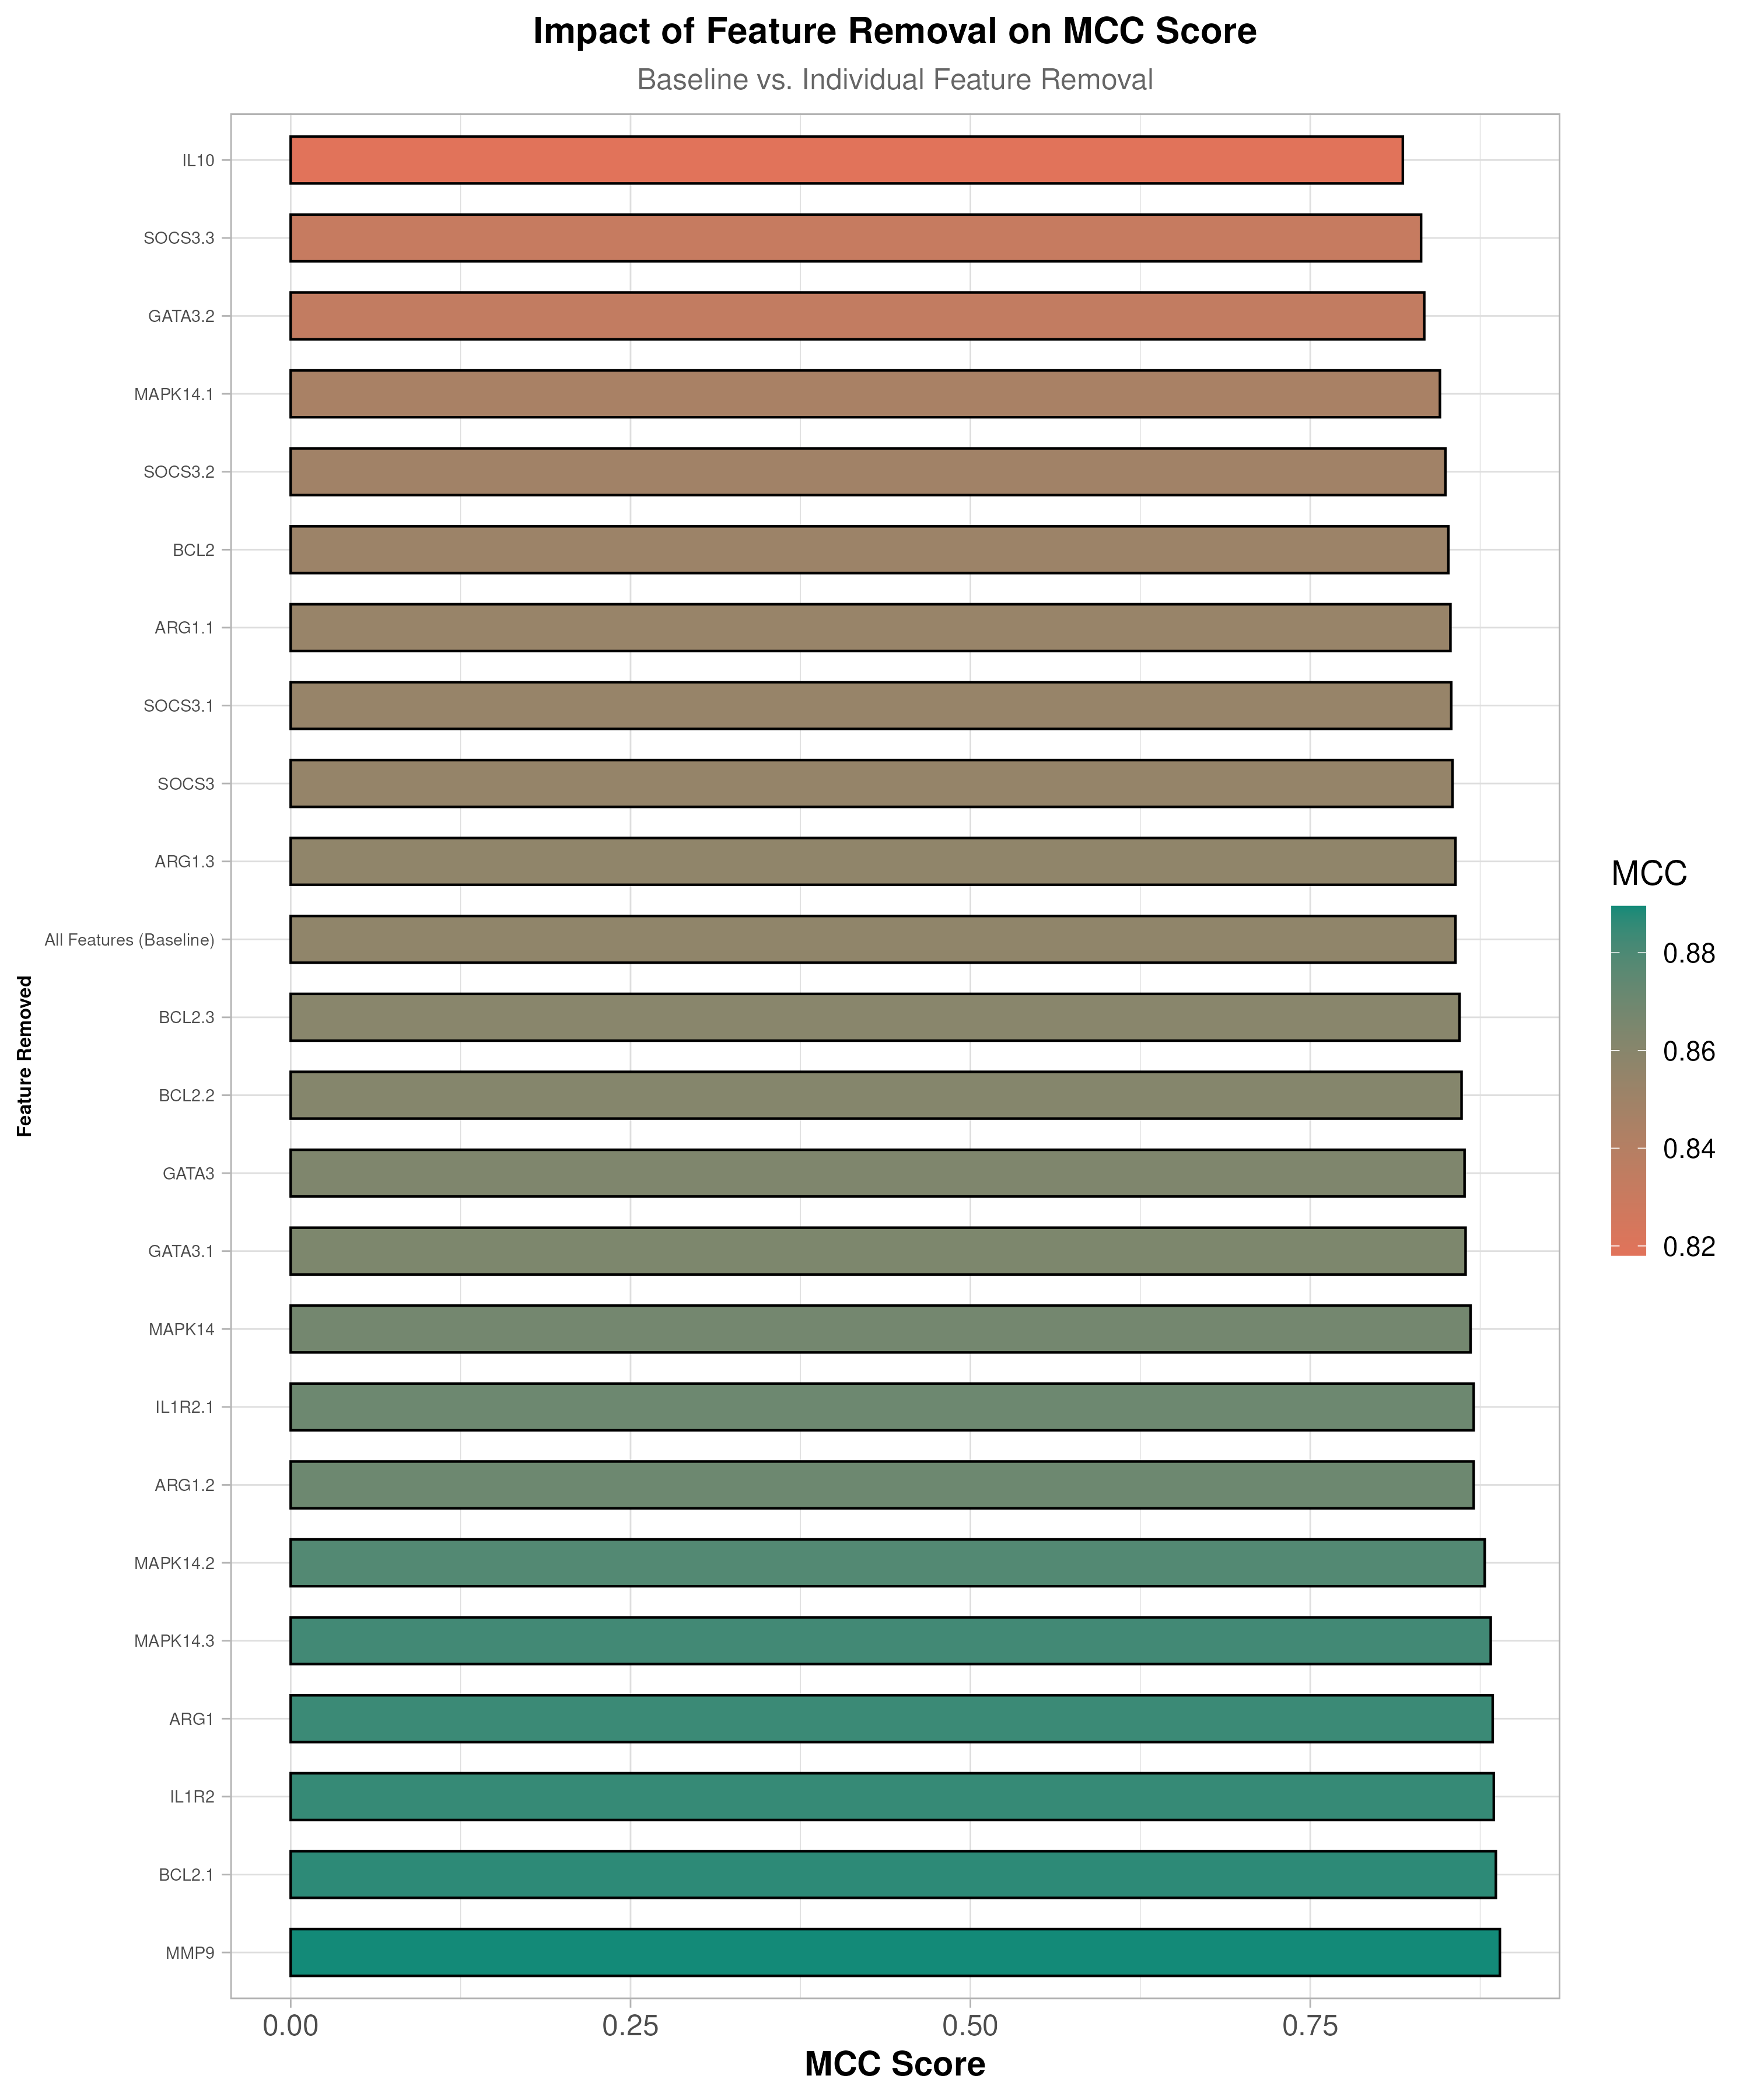 Impact of Feature Removal on MCC Score
Baseline vs. Individual Feature Removal
IL10
SOCS3.3
GATA3.2
MAPK14.1
SOCS3.2
BCL2
ARG1.1
SOCS3.1
SOCS3
ARG1.3
All Features (Baseline)
BCL2.3
BCL2.2
GATA3
GATA3.1
MAPK14
IL1R2.1
ARG1.2
MAPK14.2
MAPK14.3
ARG1
IL1R2
BCL2.1
MMP9
Feature Removed
0.00
0.25
0.50
0.75
MCC Score
MCC
0.88
0.86
0.84
0.82